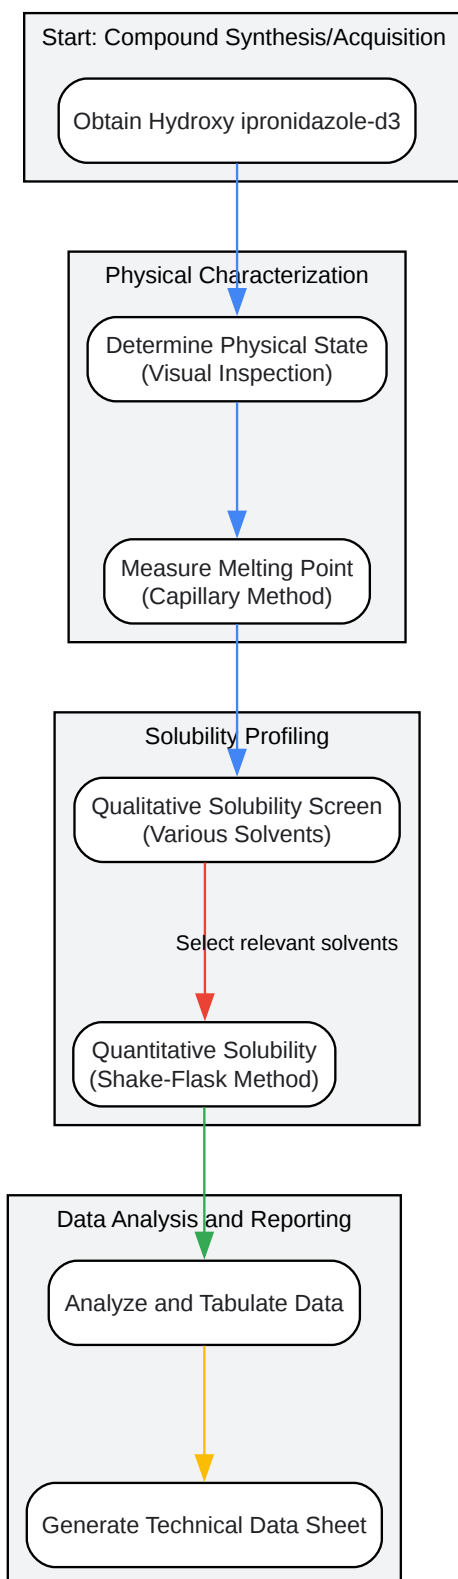 Start: Compound Synthesis/Acquisition
Obtain Hydroxy ipronidazole-d3
Physical Characterization
Determine Physical State
(Visual Inspection)
Measure Melting Point
(Capillary Method)
Solubility Profiling
Qualitative Solubility Screen
(Various Solvents)
Select relevant solvents
Quantitative Solubility
(Shake-Flask Method)
Data Analysis and Reporting
Analyze and Tabulate Data
Generate Technical Data Sheet